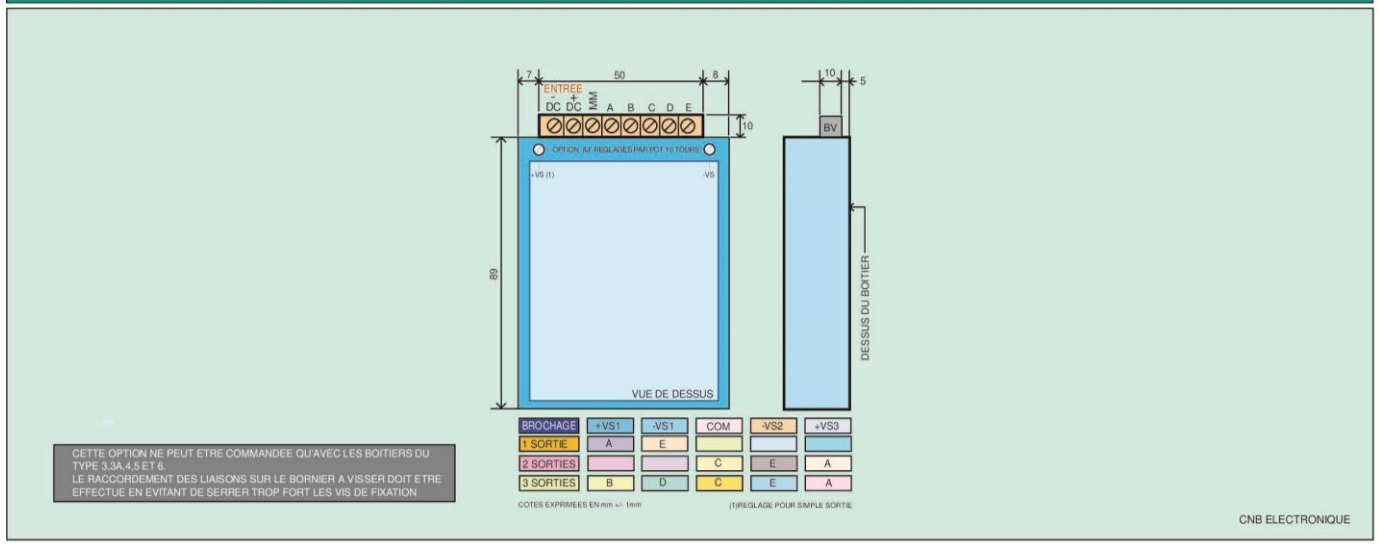 7 50 8 10 5
ENTREE
- +
DC DC MM A B C D E
10
BV
OPTION 'AJ' REGLAGES PAR POT 10 TOURS
+VS (1) -VS
89
DESSUS DU BOITIER
VUE DE DESSUS
BROCHAGE +VS1 -VS1 COM -VS2 +VS3
1 SORTIE A E
2 SORTIES C E A
3 SORTIES B D C E A
COTES EXPRIMEES EN mm +/- 1mm (1)REGLAGE POUR SIMPLE SORTIE
CETTE OPTION NE PEUT ETRE COMMANDEE QU'AVEC LES BOITIERS DU
TYPE 3,3A,4,5 ET 6.
LE RACCORDEMENT DES LIAISONS SUR LE BORNIER A VISSER DOIT ETRE
EFFECTUE EN EVITANT DE SERRER TROP FORT LES VIS DE FIXATION
CNB ELECTRONIQUE